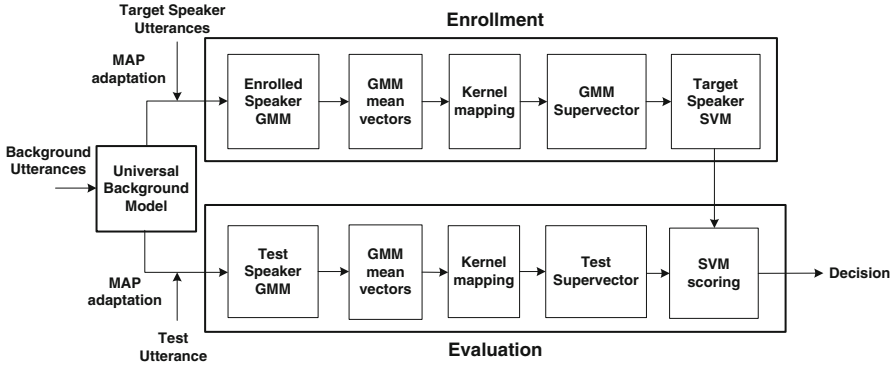 Target Speaker
Utterances
Enrollment
MAP
adaptation
Enrolled
Speaker
GMM
GMM
mean
vectors
Kernel
mapping
GMM
Supervector
Target
Speaker
SVM
Background
Utterances
Universal
Background
Model
MAP
adaptation
Test
Speaker
GMM
GMM
mean
vectors
Kernel
mapping
Test
Supervector
SVM
scoring
Decision
Test
Utterance
Evaluation